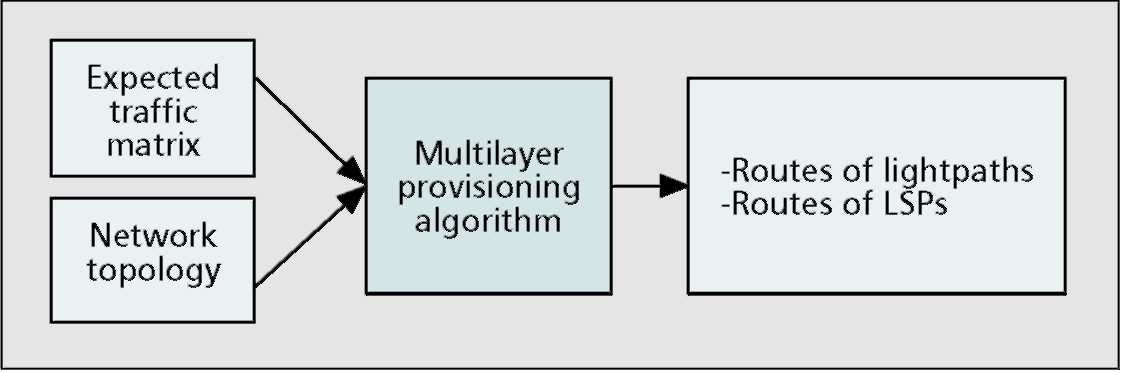 Expected
traffic
matrix
Network
topology
Multilayer
provisioning
algorithm
-Routes of lightpaths
-Routes of LSPs